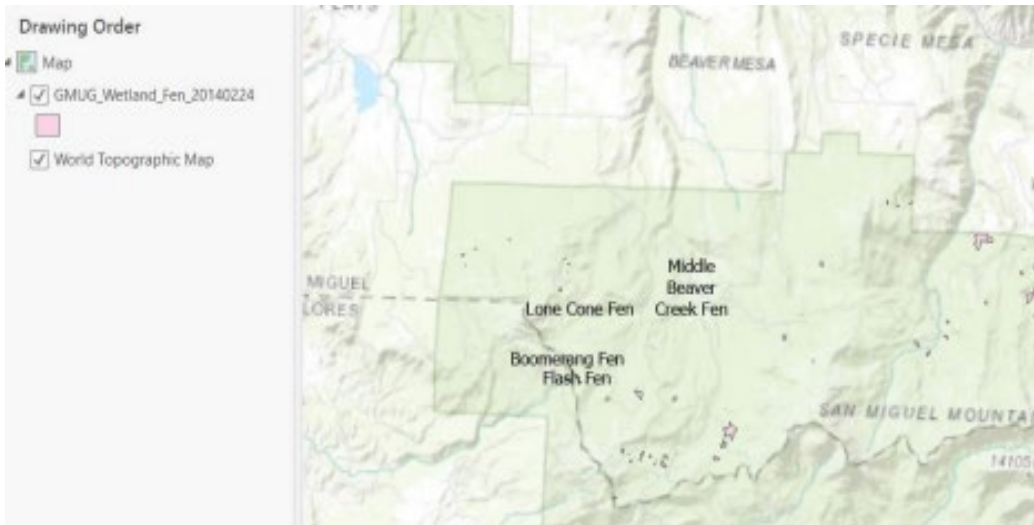 Drawing Order
Map
GMUG_Wetland_Fen_20140224
World Topographic Map
BEAVER MESA
SPECIE MESA
MIGUEL
Middle
Beaver
Lone Cone Fen
Creek Fen
Boomerang Fen
Flash Fen
SAN MIGUEL MOUNTA
14105